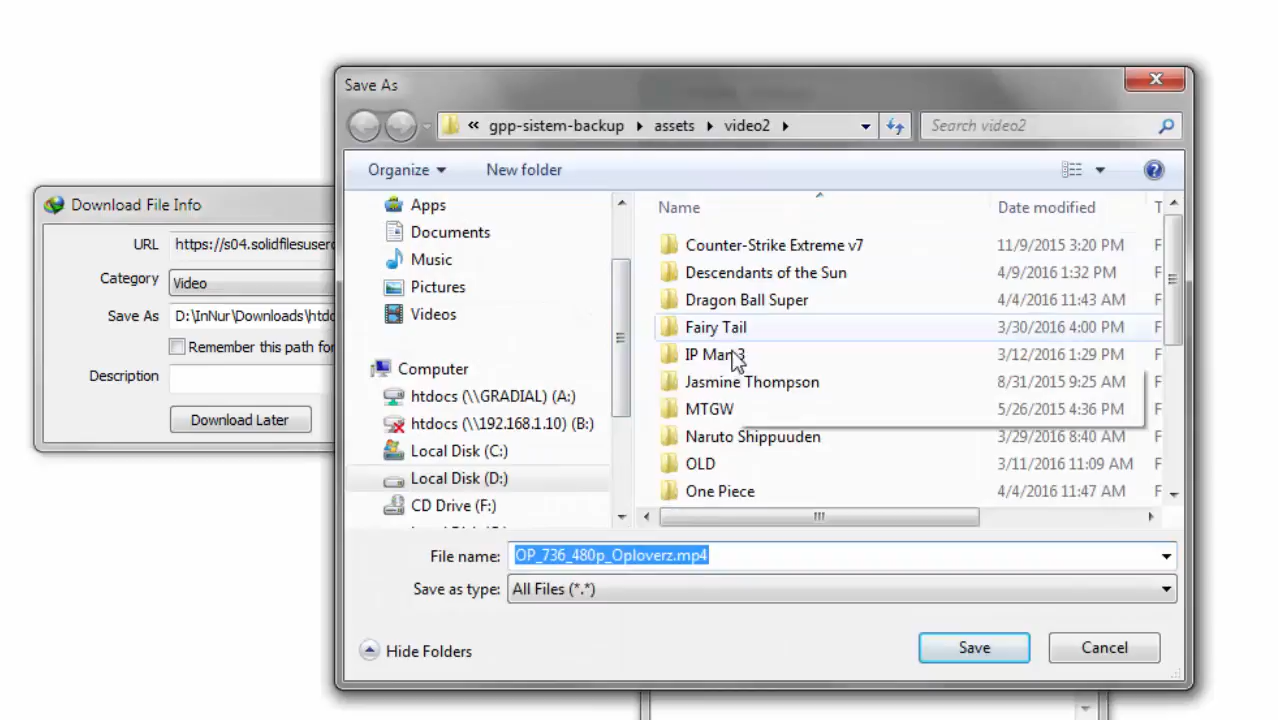 Save As
« gpp-sistem-backup ▸ assets ▸ video2 ▸
Search video2
Organize
New folder
Download File Info
URL https://s04.solidfilesuserc
Category Video
Save As D:\InNur\Downloads\htdo
Remember this path for
Description
Download Later
Apps
Documents
Music
Pictures
Videos
Computer
htdocs (\\GRADIAL) (A:)
htdocs (\\192.168.1.10) (B:)
Local Disk (C:)
Local Disk (D:)
CD Drive (F:)
Name Date modified T
Counter-Strike Extreme v7 11/9/2015 3:20 PM F
Descendants of the Sun 4/9/2016 1:32 PM F
Dragon Ball Super 4/4/2016 11:43 AM F
Fairy Tail 3/30/2016 4:00 PM F
IP Man 3 3/12/2016 1:29 PM F
Jasmine Thompson 8/31/2015 9:25 AM F
MTGW 5/26/2015 4:36 PM F
Naruto Shippuuden 3/29/2016 8:40 AM F
OLD 3/11/2016 11:09 AM F
One Piece 4/4/2016 11:47 AM F
File name: OP_736_480p_Oploverz.mp4
Save as type: All Files (*.*)
Hide Folders
Save
Cancel